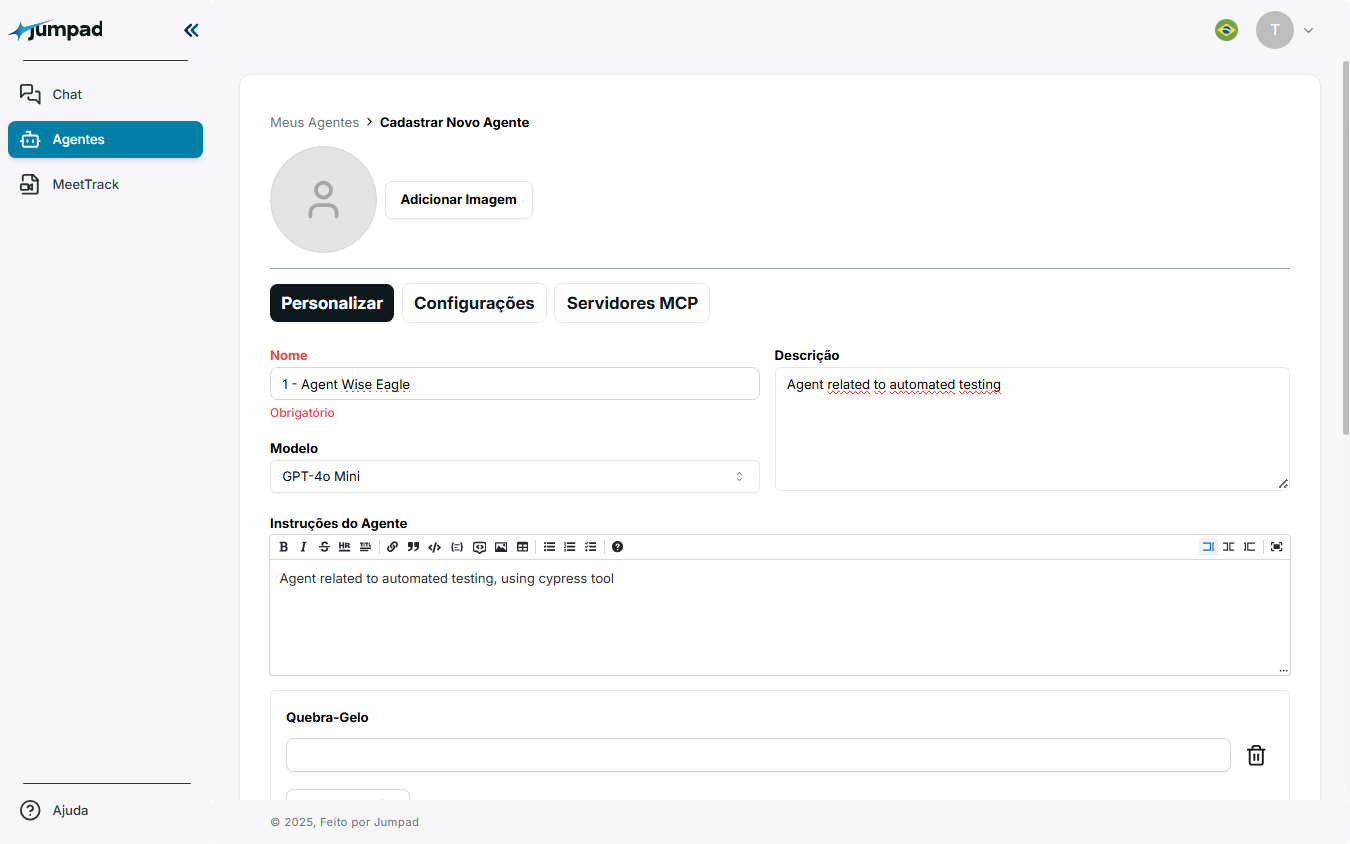 jumpad
T
Chat
Agentes
MeetTrack
Meus Agentes > Cadastrar Novo Agente
Adicionar Imagem
Personalizar
Configurações
Servidores MCP
Nome
1 - Agent Wise Eagle
Obrigatório
Descrição
Agent related to automated testing
Modelo
GPT-4o Mini
Instruções do Agente
Agent related to automated testing, using cypress tool
Quebra-Gelo
Ajuda
© 2025, Feito por Jumpad